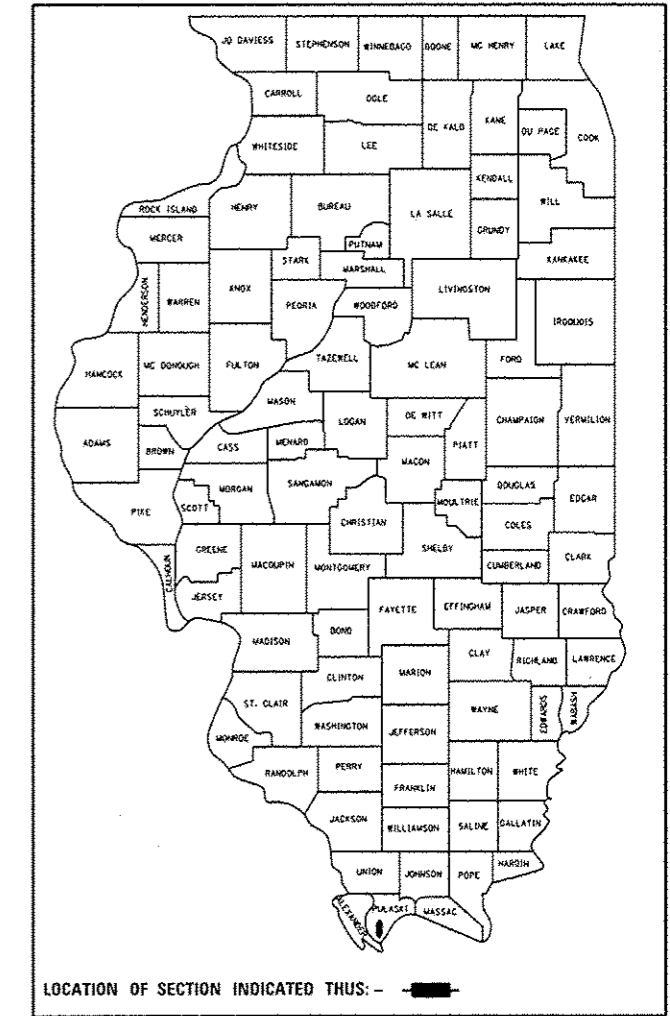 JO DAVIESS STEPHENSON WINNEBAGO BOONE MC HENRY LAKE
CARROLL OGLE DE KALB KANE DU PAGE COOK
WHITESIDE LEE
KENDALL WILL
ROCK ISLAND HENRY BUREAU LA SALLE
MERCER PUTNAM GRUNDY
STARK MARSHALL KANKAKEE
HENDERSON WARREN KNOX PEORIA WOODFORD LIVINGSTON IROQUOIS
HANCOCK MC DONOUGH FULTON TAZEWELL MC LEAN FORD
MASON
SCHUYLER LOGAN DE WITT CHAMPAIGN VERMILION
ADAMS BROWN CASS MENARD PIATT
MACON
PIKE SCOTT MORGAN SANGAMON MOULTRIE DOUGLAS EDGAR
CHRISTIAN COLES
CALHOUN GREENE MACOUPIN MONTGOMERY SHELBY CUMBERLAND CLARK
JERSEY FAYETTE EFFINGHAM JASPER CRAWFORD
MADISON BOND
CLAY RICHLAND LAWRENCE
CLINTON MARION
ST. CLAIR WAYNE EDWARDS WABASH
WASHINGTON JEFFERSON
MONROE
RANDOLPH PERRY HAMILTON WHITE
FRANKLIN
JACKSON WILLIAMSON SALINE GALLATIN
UNION JOHNSON POPE HARDIN
ALEXANDER PULASKI MASSAC
LOCATION OF SECTION INDICATED THUS: -